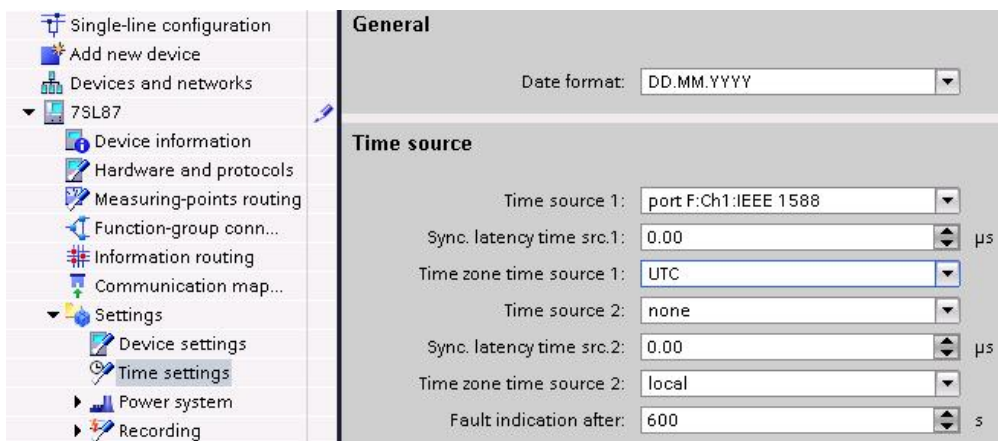 Single-line configuration
Add new device
Devices and networks
7SL87
Device information
Hardware and protocols
Measuring-points routing
Function-group conn...
Information routing
Communication map...
Settings
Device settings
Time settings
Power system
Recording
General
Date format: DD.MM.YYYY
Time source
Time source 1: port F:Ch1:IEEE 1588
Sync. latency time src.1: 0.00 µs
Time zone time source 1: UTC
Time source 2: none
Sync. latency time src.2: 0.00 µs
Time zone time source 2: local
Fault indication after: 600 s